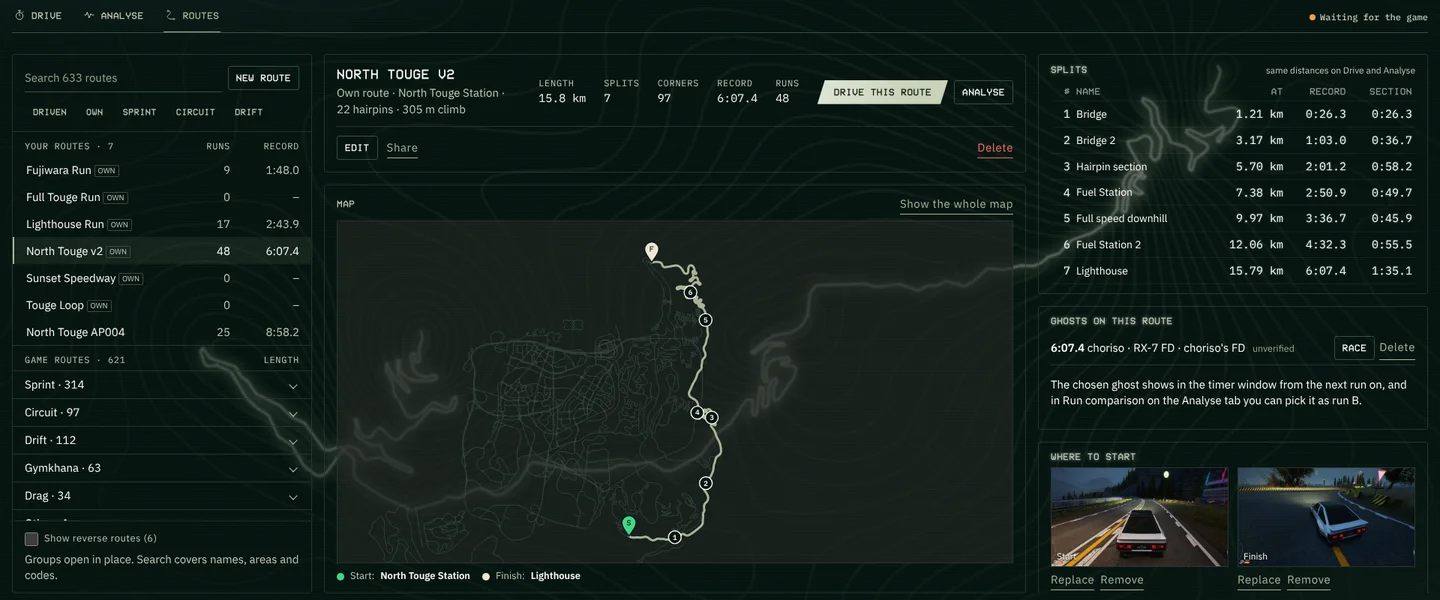 DRIVE
ANALYSE
ROUTES
Waiting for the game
Search 633 routes
NEW ROUTE
DRIVEN OWN SPRINT CIRCUIT DRIFT
YOUR ROUTES · 7 RUNS RECORD
Fujiwara Run OWN 9 1:48.0
Full Touge Run OWN 0 –
Lighthouse Run OWN 17 2:43.9
North Touge v2 OWN 48 6:07.4
Sunset Speedway OWN 0 –
Touge Loop OWN 0 –
North Touge AP004 25 8:58.2
GAME ROUTES · 621 LENGTH
Sprint · 314
Circuit · 97
Drift · 112
Gymkhana · 63
Drag · 34
Show reverse routes (6)
Groups open in place. Search covers names, areas and
codes.
NORTH TOUGE V2
Own route · North Touge Station ·
22 hairpins · 305 m climb
LENGTH SPLITS CORNERS RECORD RUNS
15.8 km 7 97 6:07.4 48
DRIVE THIS ROUTE
ANALYSE
EDIT
Share
Delete
MAP
Show the whole map
F
6
5
4
3
2
S
1
Start: North Touge Station Finish: Lighthouse
SPLITS same distances on Drive and Analyse
# NAME AT RECORD SECTION
1 Bridge 1.21 km 0:26.3 0:26.3
2 Bridge 2 3.17 km 1:03.0 0:36.7
3 Hairpin section 5.70 km 2:01.2 0:58.2
4 Fuel Station 7.38 km 2:50.9 0:49.7
5 Full speed downhill 9.97 km 3:36.7 0:45.9
6 Fuel Station 2 12.06 km 4:32.3 0:55.5
7 Lighthouse 15.79 km 6:07.4 1:35.1
GHOSTS ON THIS ROUTE
6:07.4 choriso · RX-7 FD · choriso's FD unverified
RACE
Delete
The chosen ghost shows in the timer window from the next run on, and
in Run comparison on the Analyse tab you can pick it as run B.
WHERE TO START
Start
Finish
Replace Remove
Replace Remove